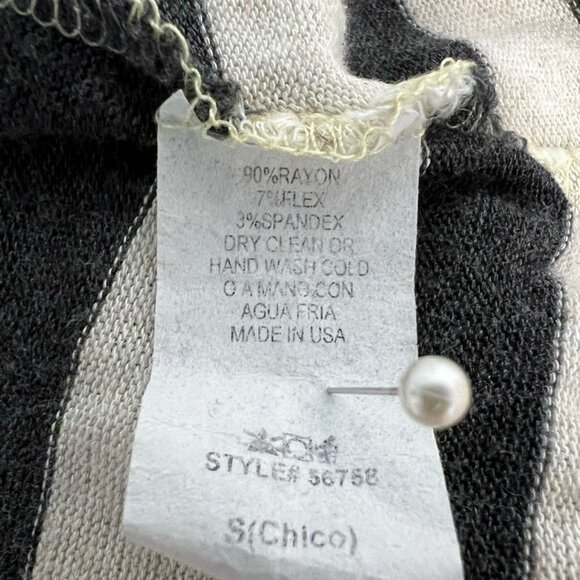 90%RAYON
7%FLEX
3%SPANDEX
DRY CLEAN OR
HAND WASH COLD
O A MANO CON
AGUA FRIA
MADE IN USA
STYLE# 56758
S(Chico)